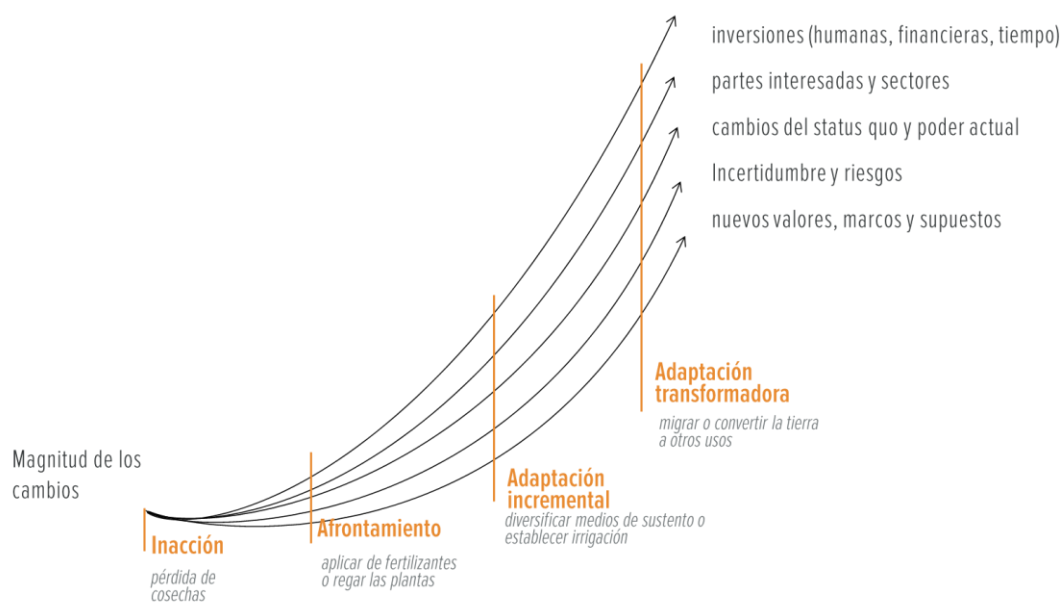 inversiones (humanas, financieras, tiempo)
partes interesadas y sectores
cambios del status quo y poder actual
Incertidumbre y riesgos
nuevos valores, marcos y supuestos
Adaptación
transformadora
migrar o convertir la tierra
a otros usos
Magnitud de los
cambios
Adaptación
incremental
diversificar medios de sustento o
establecer irrigación
Afrontamiento
aplicar de fertilizantes
o regar las plantas
Inacción
pérdida de
cosechas